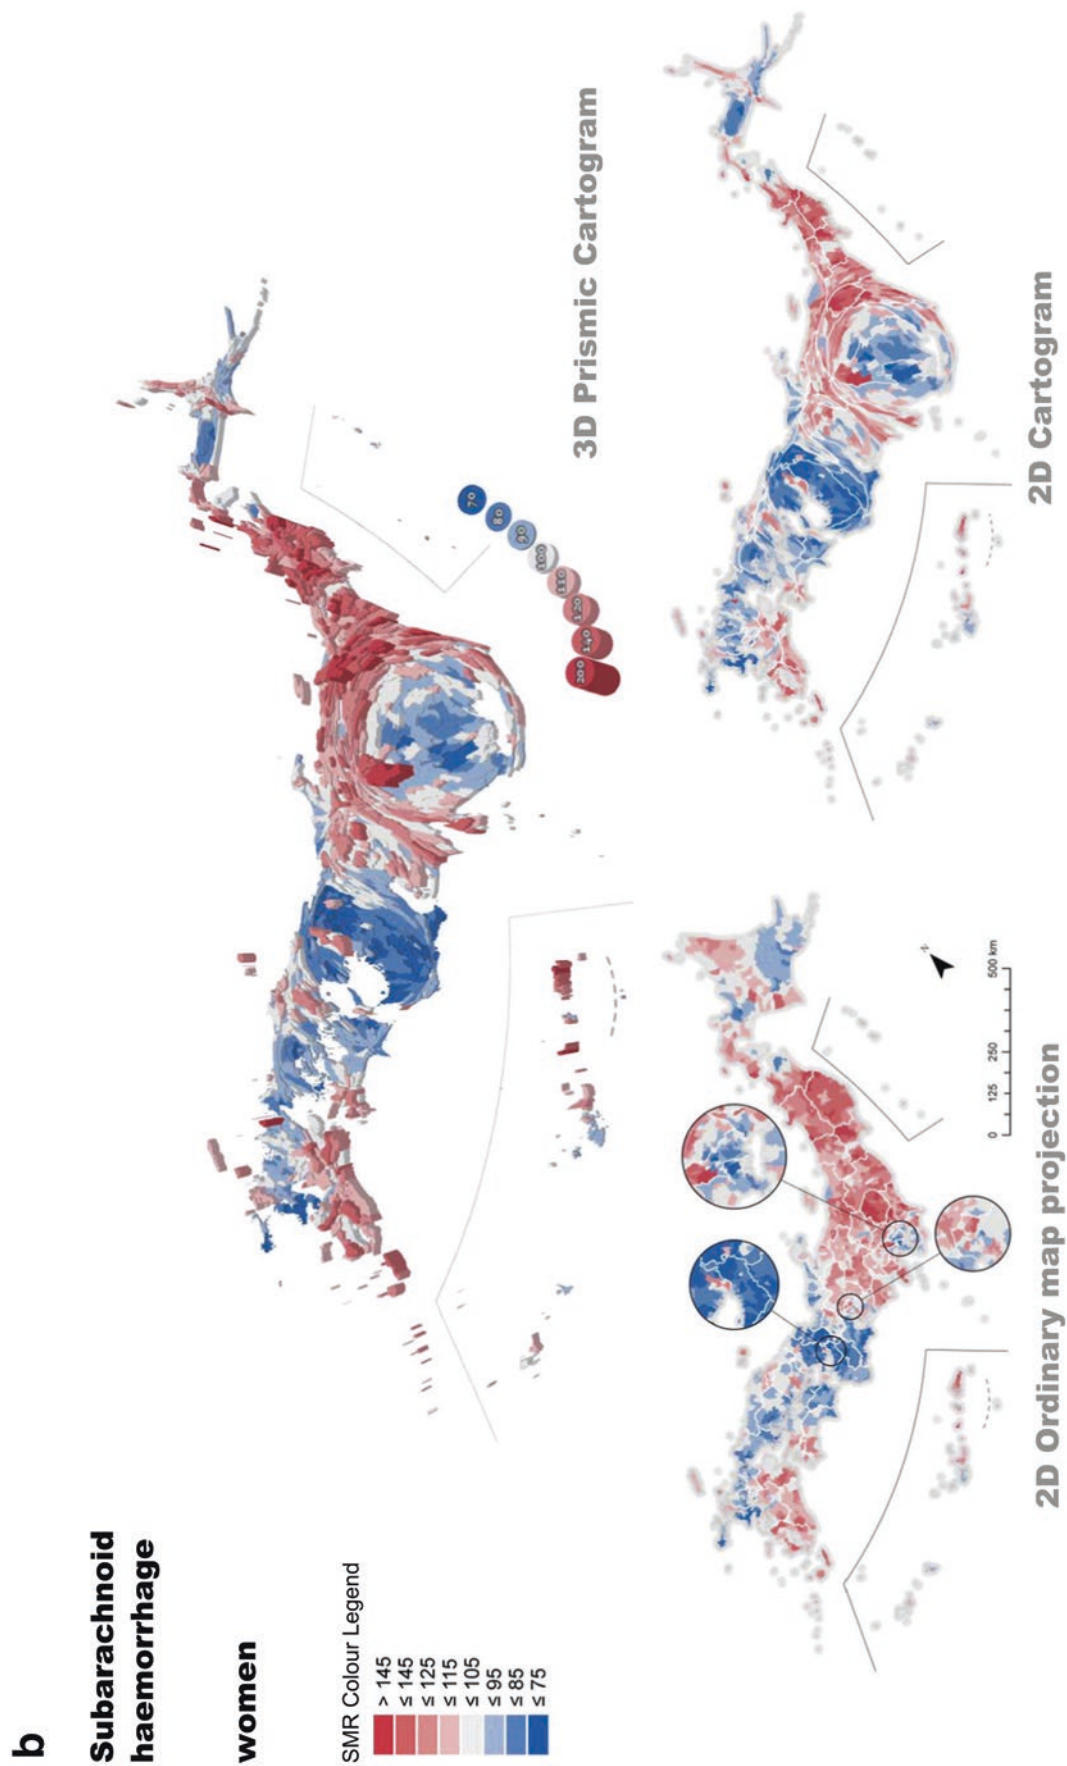 b
Subarachnoid
haemorrhage
women
SMR Colour Legend
> 145
≤ 145
≤ 125
≤ 115
≤ 105
≤ 95
≤ 85
≤ 75
3D Prismic Cartogram
200
140
120
110
100
90
80
70
2D Ordinary map projection
0
125
250
500 km
N
2D Cartogram